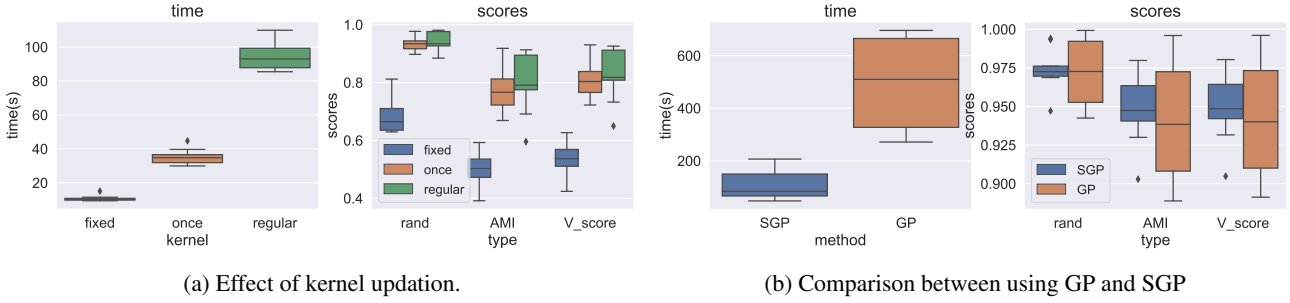 time
scores
time
scores
time(s)
100
80
60
40
20
fixed
once
regular
kernel
scores
1.0
0.8
0.6
0.4
fixed
once
regular
rand
AMI
V_score
type
time(s)
600
400
200
SGP
GP
method
scores
1.000
0.975
0.950
0.925
0.900
SGP
GP
rand
AMI
V_score
type
(a) Effect of kernel updation.
(b) Comparison between using GP and SGP